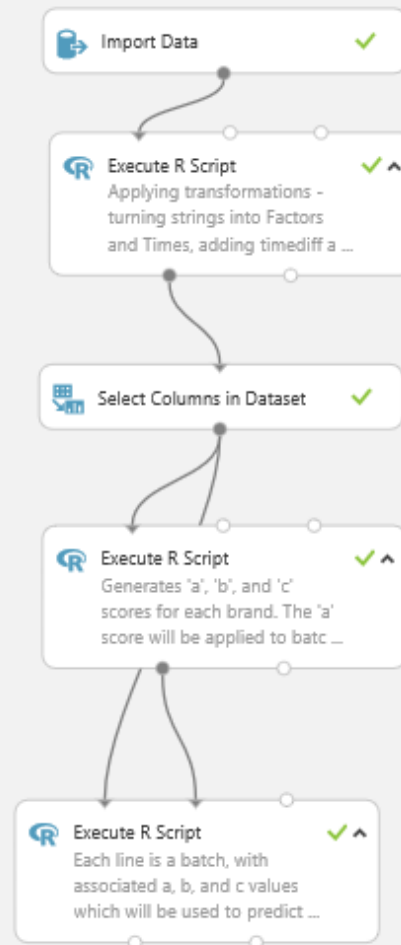 Import Data
Execute R Script
Applying transformations -
turning strings into Factors
and Times, adding timediff a ...
Select Columns in Dataset
Execute R Script
Generates 'a', 'b', and 'c'
scores for each brand. The 'a'
score will be applied to batc ...
Execute R Script
Each line is a batch, with
associated a, b, and c values
which will be used to predict ...